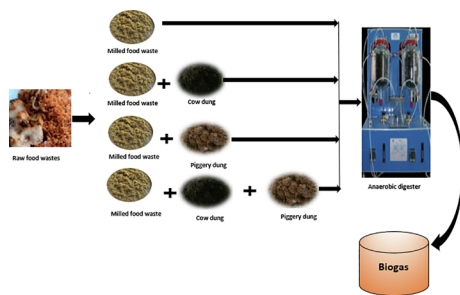 Milled food waste
+
Milled food waste
Cow dung
+
Raw food wastes
Milled food waste
Piggery dung
+
+
Milled food waste
Cow dung
Piggery dung
Anaerobic digester
Biogas